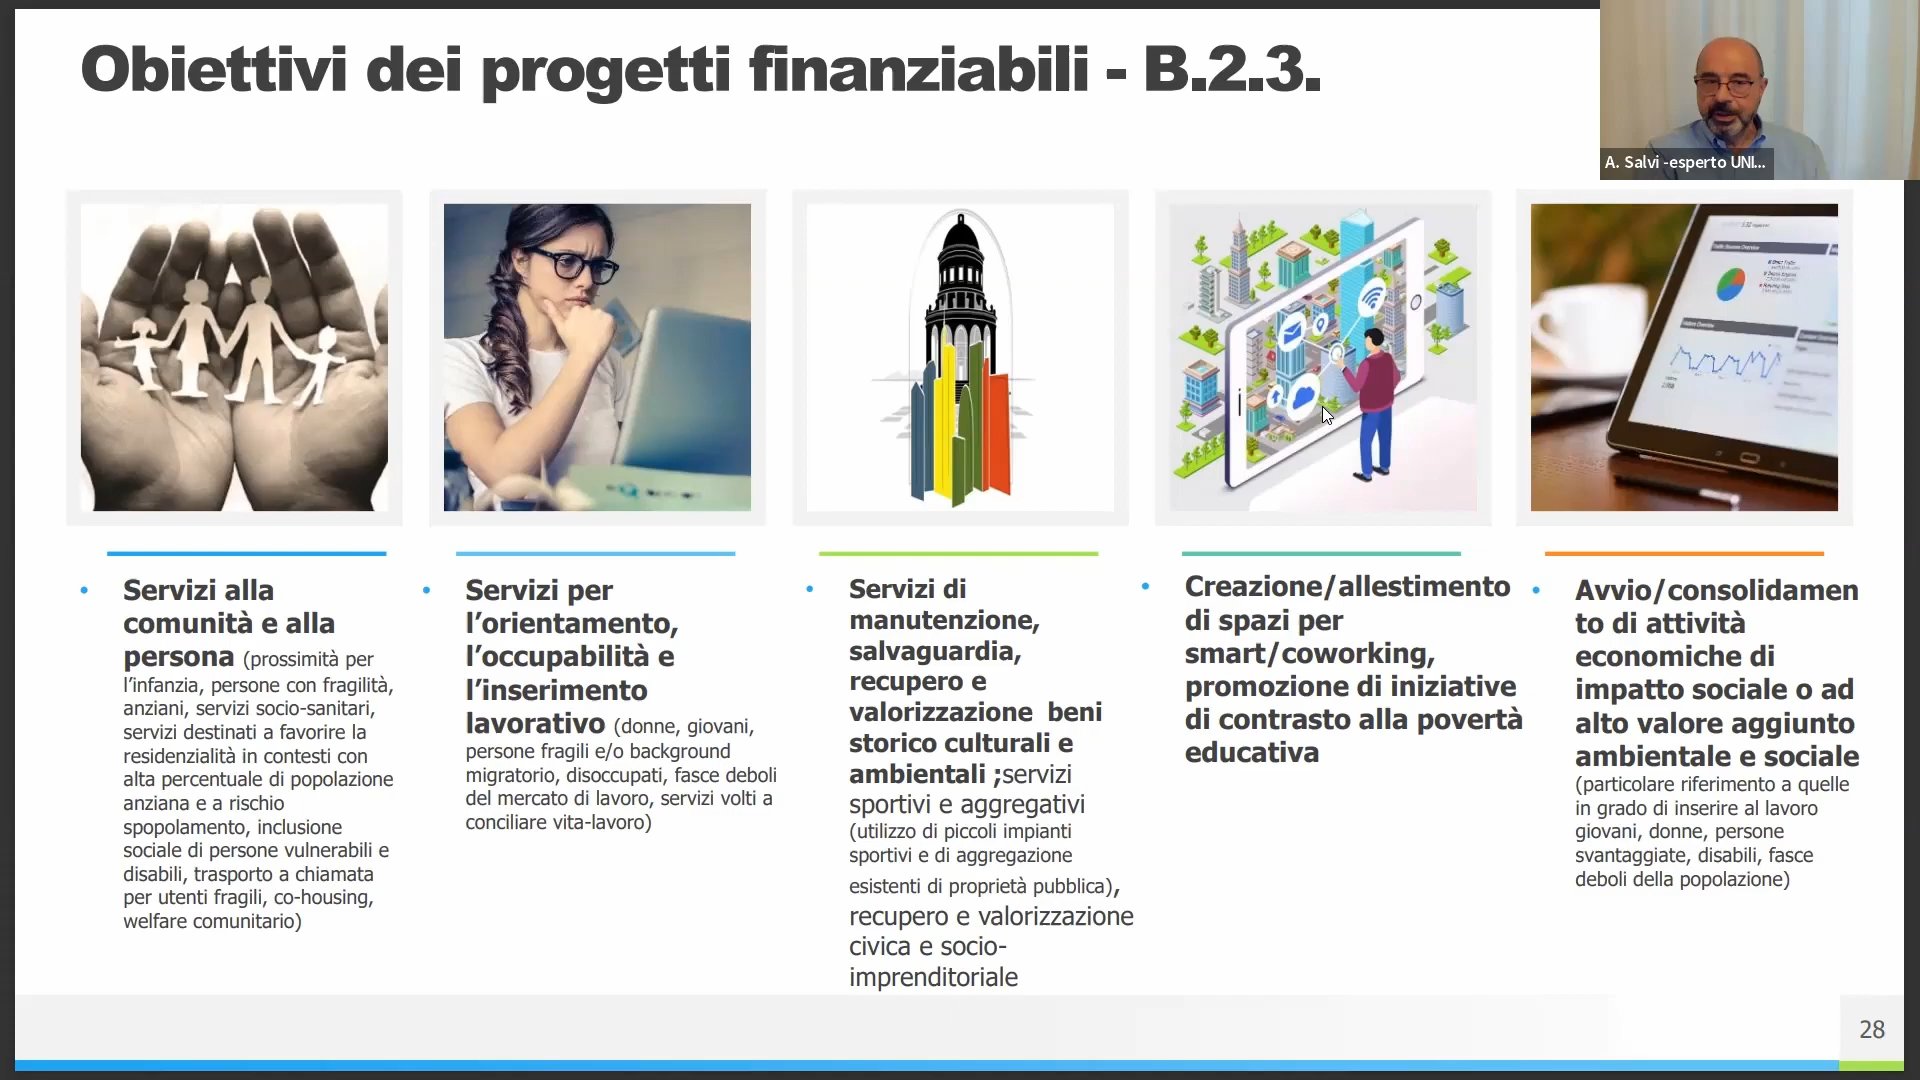 Obiettivi dei progetti finanziabili - B.2.3.
A. Salvi -esperto UNI...
Servizi alla
comunità e alla
persona (prossimità per
l’infanzia, persone con fragilità,
anziani, servizi socio-sanitari,
servizi destinati a favorire la
residenzialità in contesti con
alta percentuale di popolazione
anziana e a rischio
spopolamento, inclusione
sociale di persone vulnerabili e
disabili, trasporto a chiamata
per utenti fragili, co-housing,
welfare comunitario)
Servizi per
l’orientamento,
l’occupabilità e
l’inserimento
lavorativo (donne, giovani,
persone fragili e/o background
migratorio, disoccupati, fasce deboli
del mercato di lavoro, servizi volti a
conciliare vita-lavoro)
Servizi di
manutenzione,
salvaguardia,
recupero e
valorizzazione  beni
storico culturali e
ambientali ;servizi
sportivi e aggregativi
(utilizzo di piccoli impianti
sportivi e di aggregazione
esistenti di proprietà pubblica),
recupero e valorizzazione
civica e socio-
imprenditoriale
Creazione/allestimento
di spazi per
smart/coworking,
promozione di iniziative
di contrasto alla povertà
educativa
Avvio/consolidamen
to di attività
economiche di
impatto sociale o ad
alto valore aggiunto
ambientale e sociale
(particolare riferimento a quelle
in grado di inserire al lavoro
giovani, donne, persone
svantaggiate, disabili, fasce
deboli della popolazione)
28